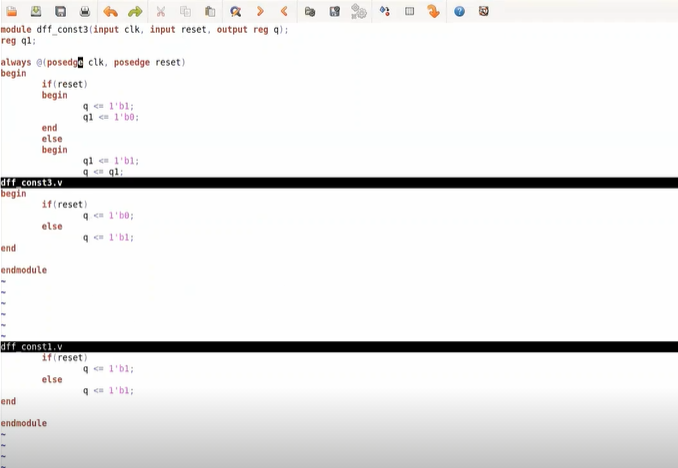 module dff_const3(input clk, input reset, output reg q);
reg q1;
always @(posedge clk, posedge reset)
begin
if(reset)
begin
q <= 1'b1;
q1 <= 1'b0;
end
else
begin
q1 <= 1'b1;
q <= q1;
dff_const3.v
begin
if(reset)
q <= 1'b0;
else
q <= 1'b1;
end
endmodule
~
~
~
~
~
~
dff_const1.v
if(reset)
q <= 1'b1;
else
q <= 1'b1;
end
endmodule
~
~
~
~